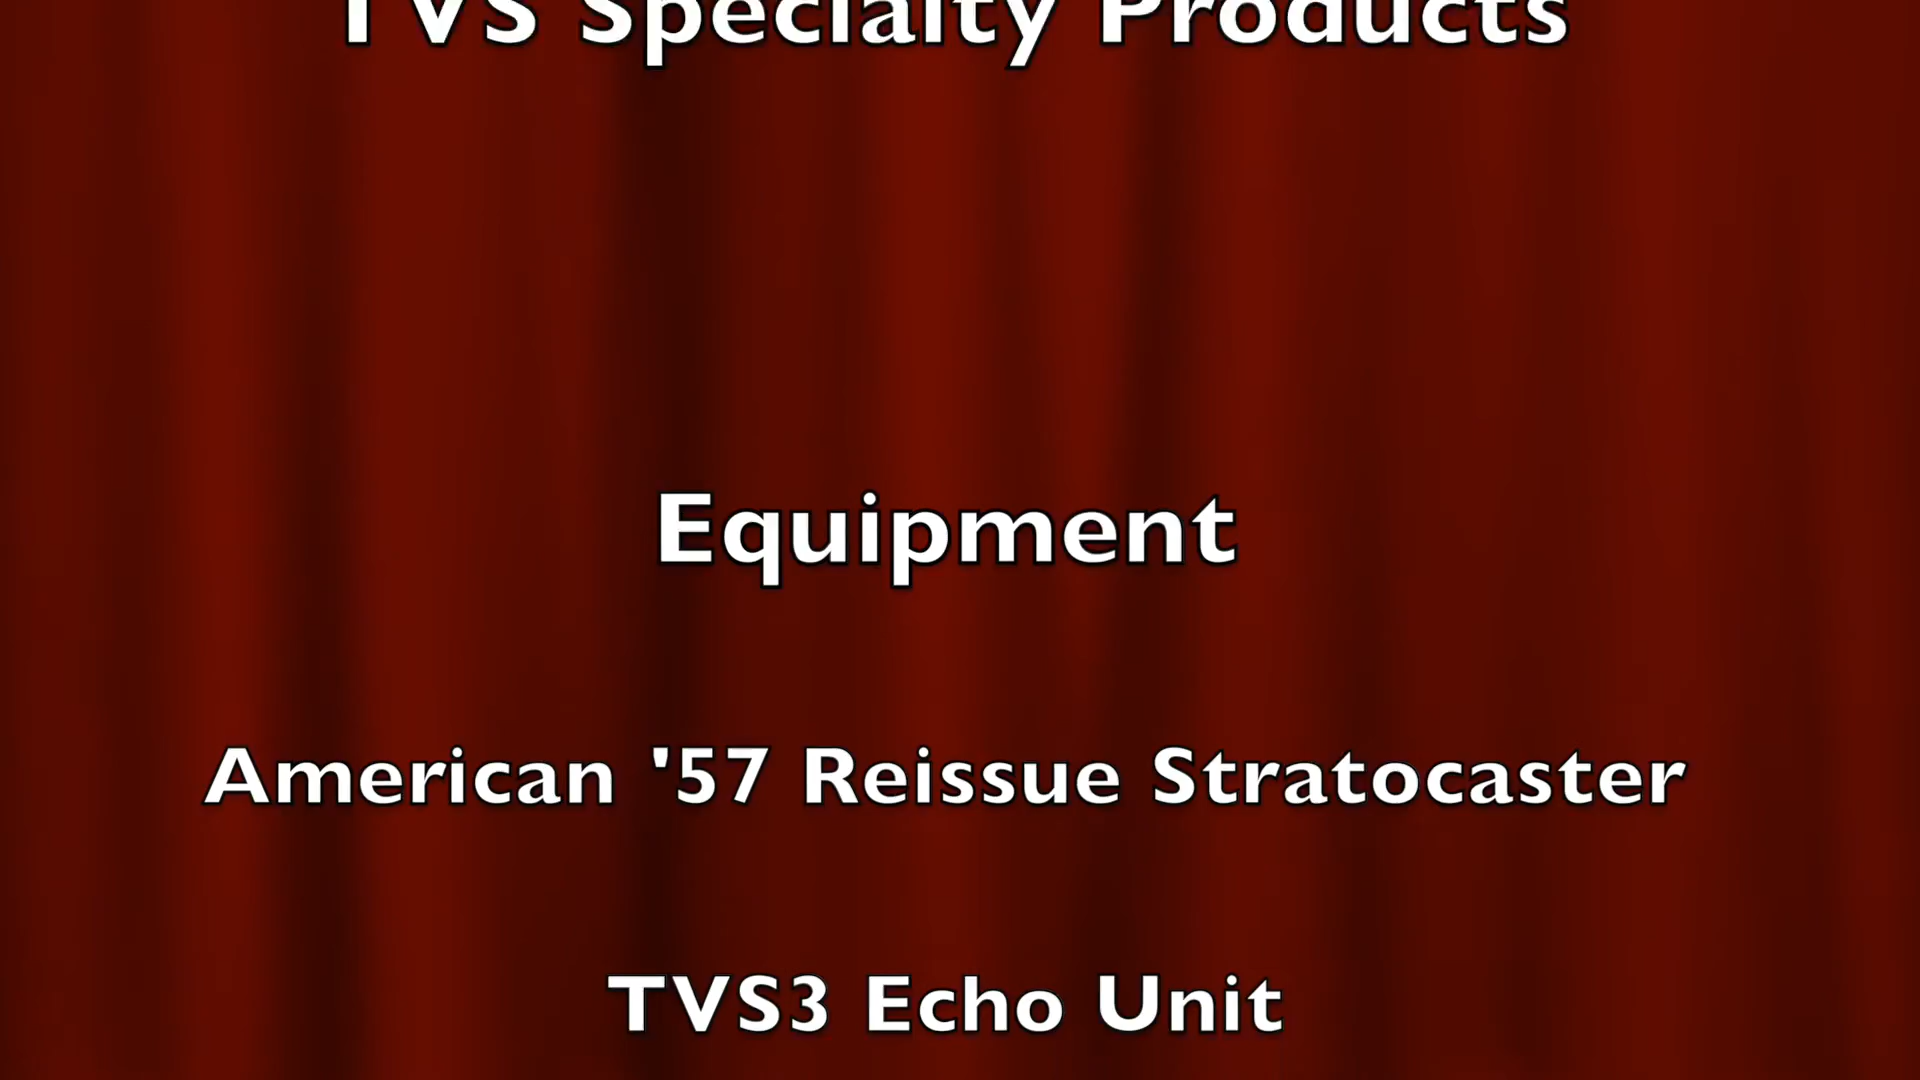 TVS Specialty Products
Equipment
American '57 Reissue Stratocaster
TVS3 Echo Unit